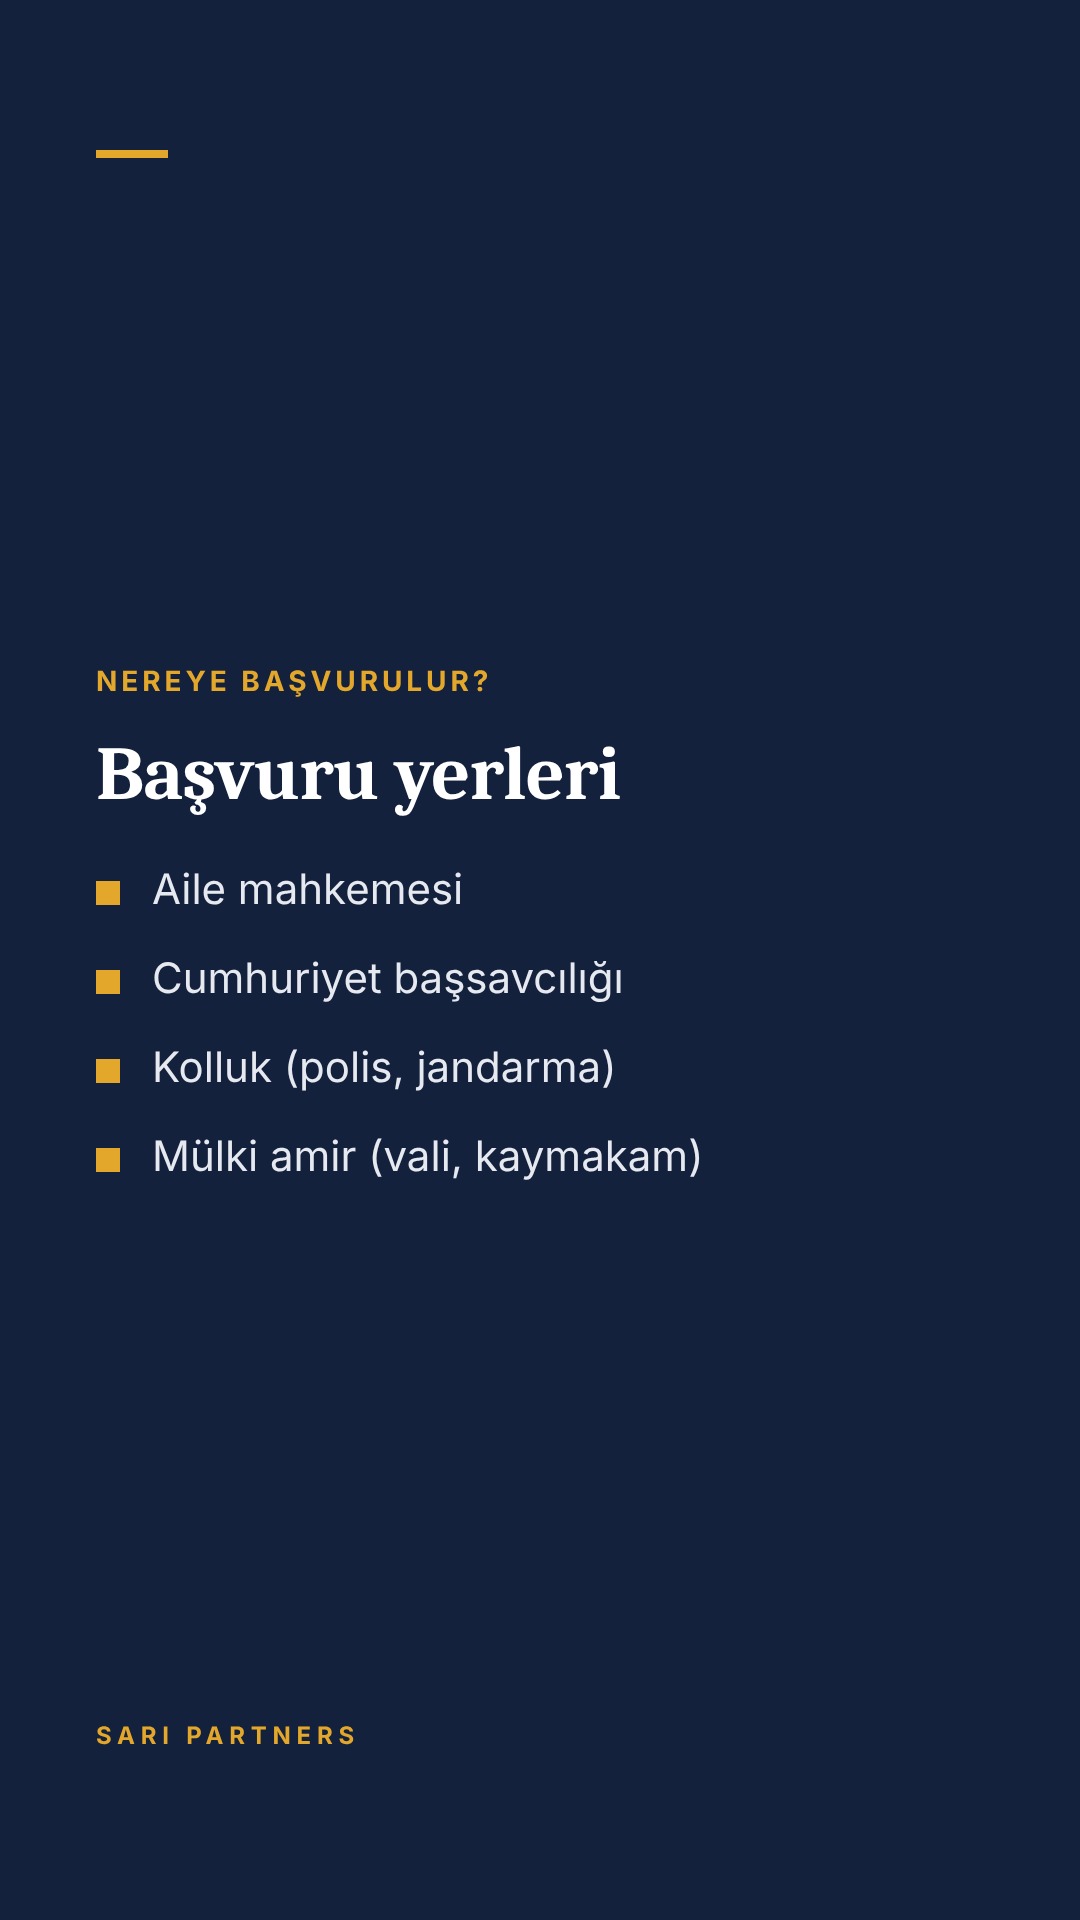 NEREYE BAŞVURULUR?
Başvuru yerleri
Aile mahkemesi
Cumhuriyet başsavcılığı
Kolluk (polis, jandarma)
Mülki amir (vali, kaymakam)
SARI PARTNERS